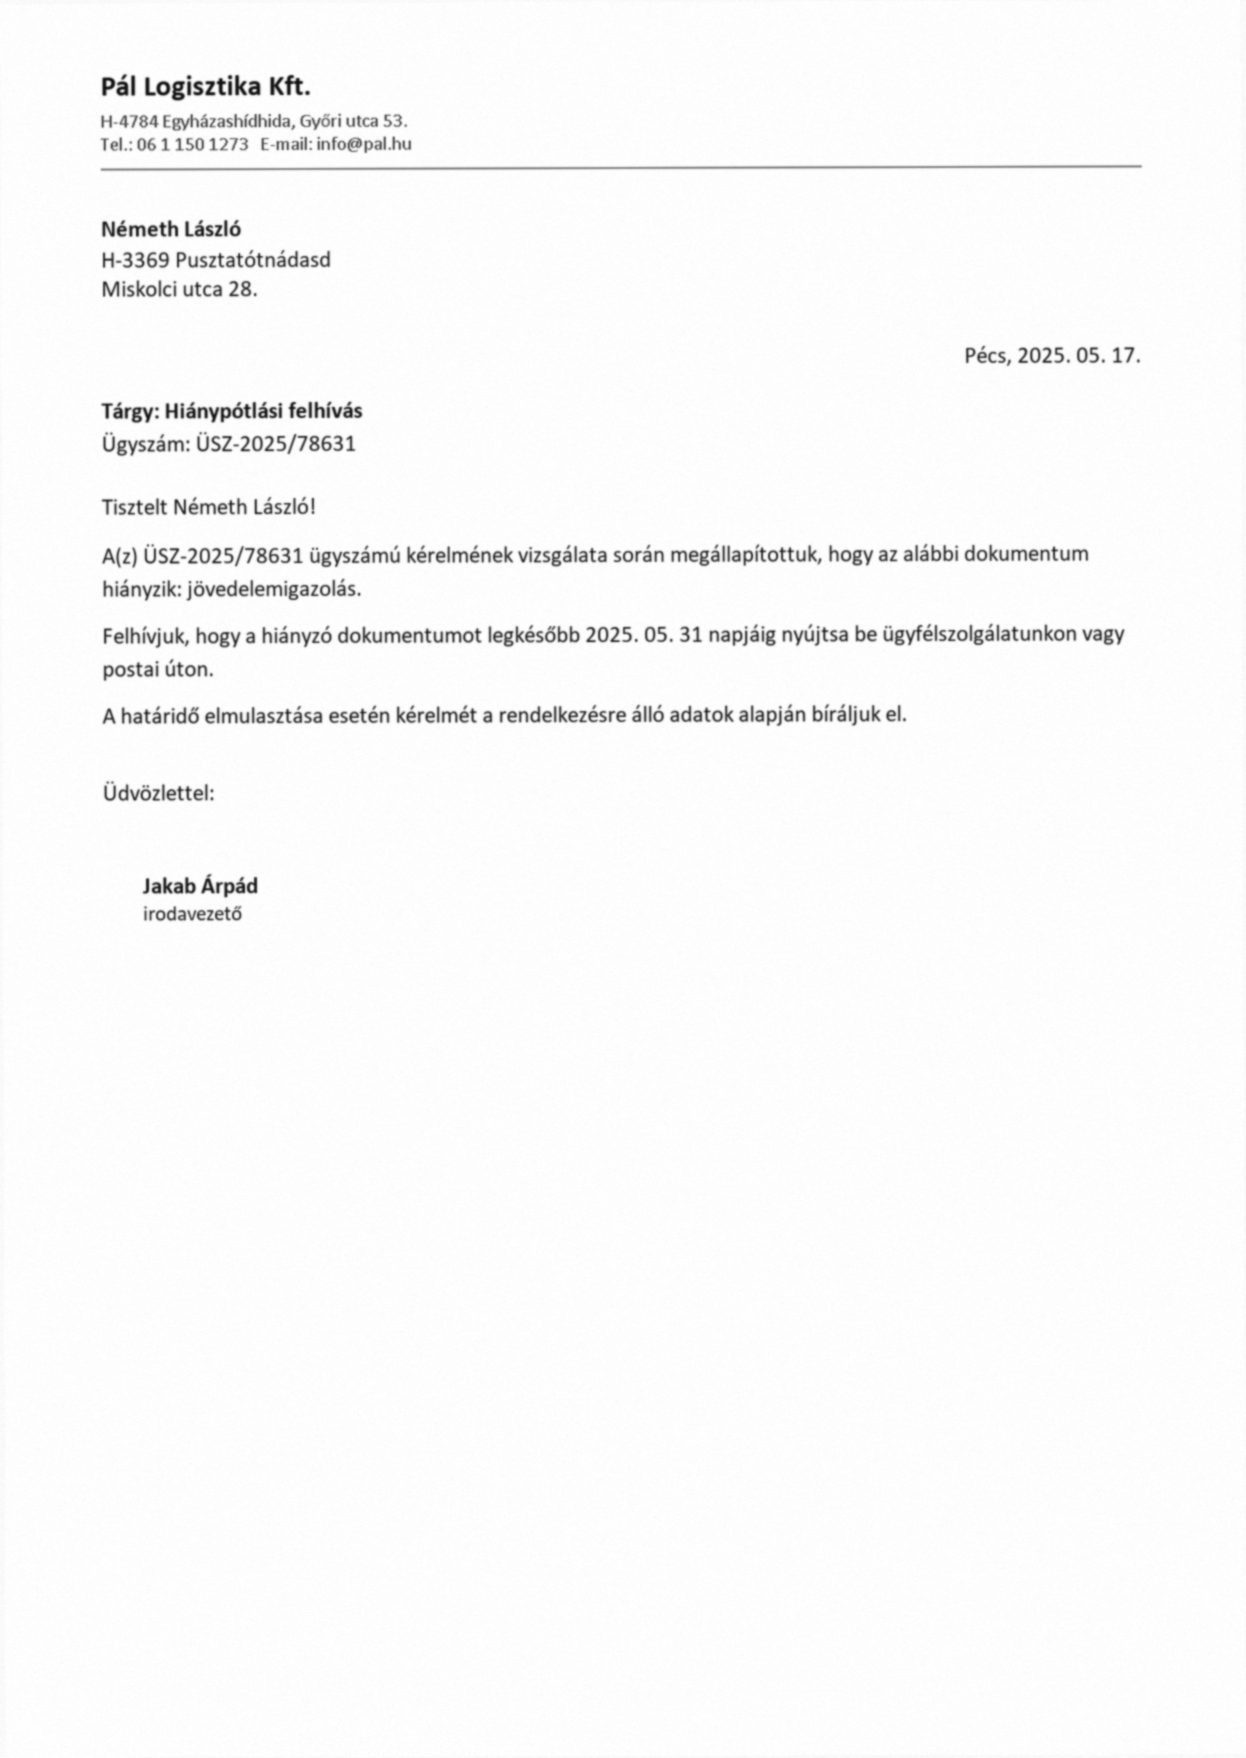 Pál Logisztika Kft.
H-4784 Egyházashídhida, Győri utca 53.
Tel.: 06 1 150 1273 E-mail: info@pal.hu
Németh László
H-3369 Pusztatótnádasd
Miskolci utca 28.
Pécs, 2025. 05. 17.
Tárgy: Hiánypótlási felhívás
Ügyszám: ÜSZ-2025/78631
Tisztelt Németh László!
A(z) ÜSZ-2025/78631 ügyszámú kérelmének vizsgálata során megállapítottuk, hogy az alábbi dokumentum
hiányzik: jövedelemigazolás.
Felhívjuk, hogy a hiányzó dokumentumot legkésőbb 2025. 05. 31 napjáig nyújtsa be ügyfélszolgálatunkon vagy
postai úton.
A határidő elmulasztása esetén kérelmét a rendelkezésre álló adatok alapján bíráljuk el.
Üdvözlettel:
Jakab Árpád
irodavezető